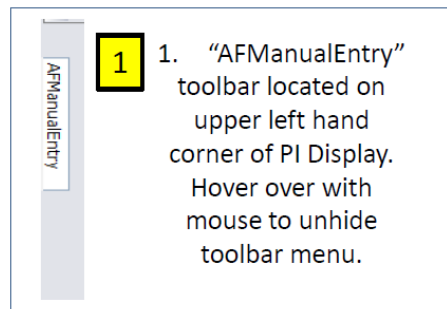 AFManualEntry
1
1. “AFManualEntry”
toolbar located on
upper left hand
corner of PI Display.
Hover over with
mouse to unhide
toolbar menu.